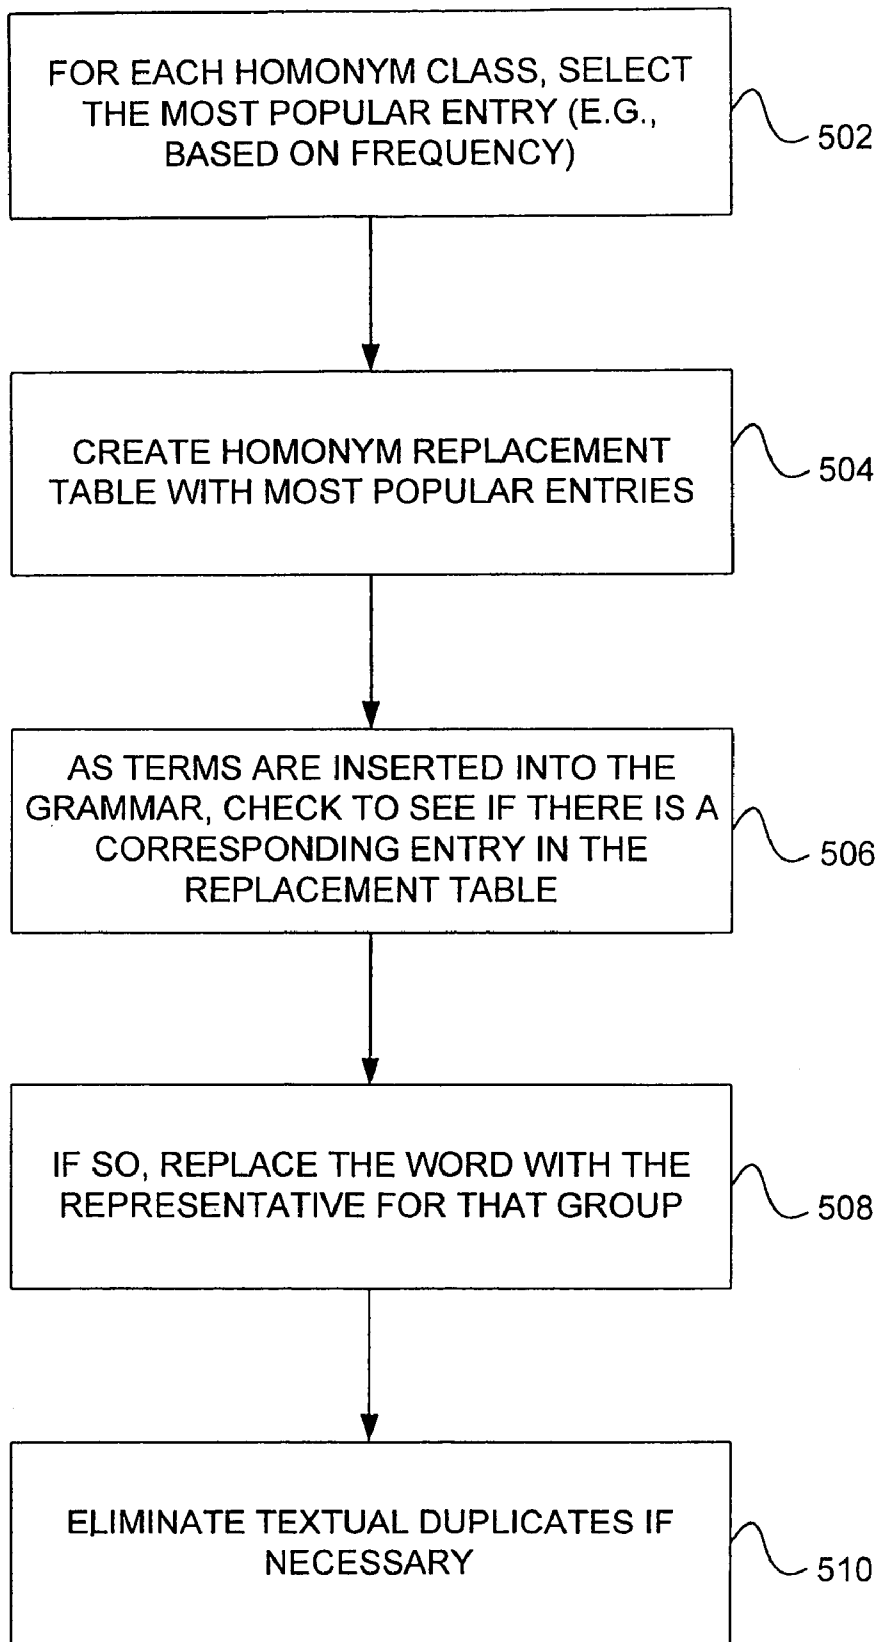 FOR EACH HOMONYM CLASS, SELECT
THE MOST POPULAR ENTRY (E.G.,
BASED ON FREQUENCY)
502
CREATE HOMONYM REPLACEMENT
TABLE WITH MOST POPULAR ENTRIES
504
AS TERMS ARE INSERTED INTO THE
GRAMMAR, CHECK TO SEE IF THERE IS A
CORRESPONDING ENTRY IN THE
REPLACEMENT TABLE
506
IF SO, REPLACE THE WORD WITH THE
REPRESENTATIVE FOR THAT GROUP
508
ELIMINATE TEXTUAL DUPLICATES IF
NECESSARY
510